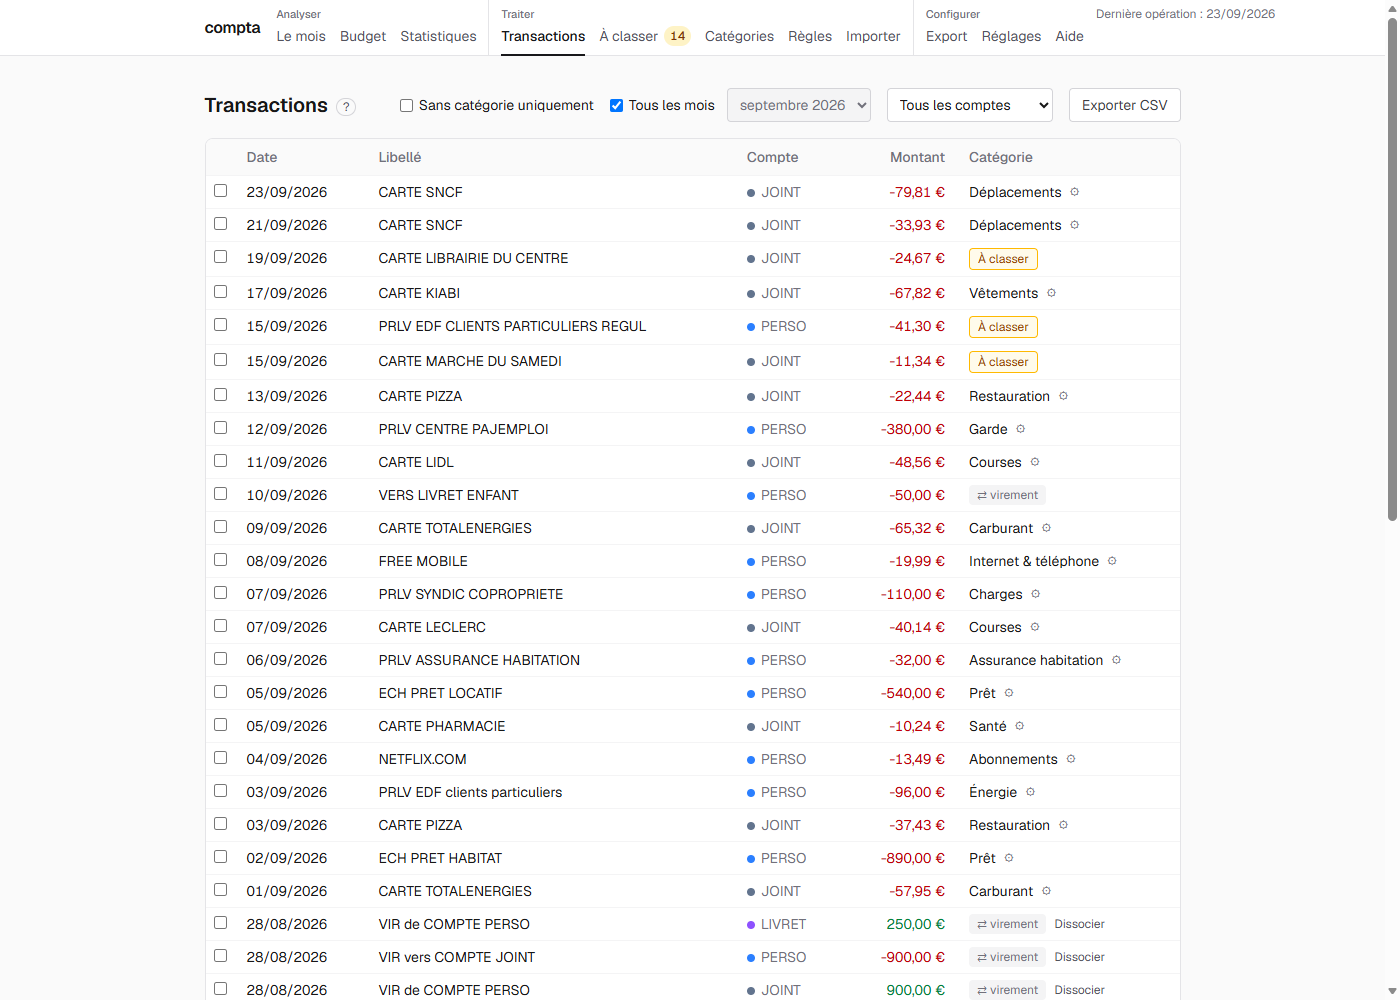 compta
Analyser
Le mois Budget Statistiques
Traiter
Transactions À classer 14 Catégories Règles Importer
Configurer
Export Réglages Aide
Dernière opération : 23/09/2026
Transactions ? Sans catégorie uniquement Tous les mois septembre 2026 Tous les comptes Exporter CSV
Date Libellé Compte Montant Catégorie
23/09/2026 CARTE SNCF JOINT -79,81 € Déplacements
21/09/2026 CARTE SNCF JOINT -33,93 € Déplacements
19/09/2026 CARTE LIBRAIRIE DU CENTRE JOINT -24,67 € À classer
17/09/2026 CARTE KIABI JOINT -67,82 € Vêtements
15/09/2026 PRLV EDF CLIENTS PARTICULIERS REGUL PERSO -41,30 € À classer
15/09/2026 CARTE MARCHE DU SAMEDI JOINT -11,34 € À classer
13/09/2026 CARTE PIZZA JOINT -22,44 € Restauration
12/09/2026 PRLV CENTRE PAJEMPLOI PERSO -380,00 € Garde
11/09/2026 CARTE LIDL JOINT -48,56 € Courses
10/09/2026 VERS LIVRET ENFANT PERSO -50,00 € ⇄ virement
09/09/2026 CARTE TOTALENERGIES JOINT -65,32 € Carburant
08/09/2026 FREE MOBILE PERSO -19,99 € Internet & téléphone
07/09/2026 PRLV SYNDIC COPROPRIETE PERSO -110,00 € Charges
07/09/2026 CARTE LECLERC JOINT -40,14 € Courses
06/09/2026 PRLV ASSURANCE HABITATION PERSO -32,00 € Assurance habitation
05/09/2026 ECH PRET LOCATIF PERSO -540,00 € Prêt
05/09/2026 CARTE PHARMACIE JOINT -10,24 € Santé
04/09/2026 NETFLIX.COM PERSO -13,49 € Abonnements
03/09/2026 PRLV EDF clients particuliers PERSO -96,00 € Énergie
03/09/2026 CARTE PIZZA JOINT -37,43 € Restauration
02/09/2026 ECH PRET HABITAT PERSO -890,00 € Prêt
01/09/2026 CARTE TOTALENERGIES JOINT -57,95 € Carburant
28/08/2026 VIR de COMPTE PERSO LIVRET 250,00 € ⇄ virement Dissocier
28/08/2026 VIR vers COMPTE JOINT PERSO -900,00 € ⇄ virement Dissocier
28/08/2026 VIR de COMPTE PERSO JOINT 900,00 € ⇄ virement Dissocier